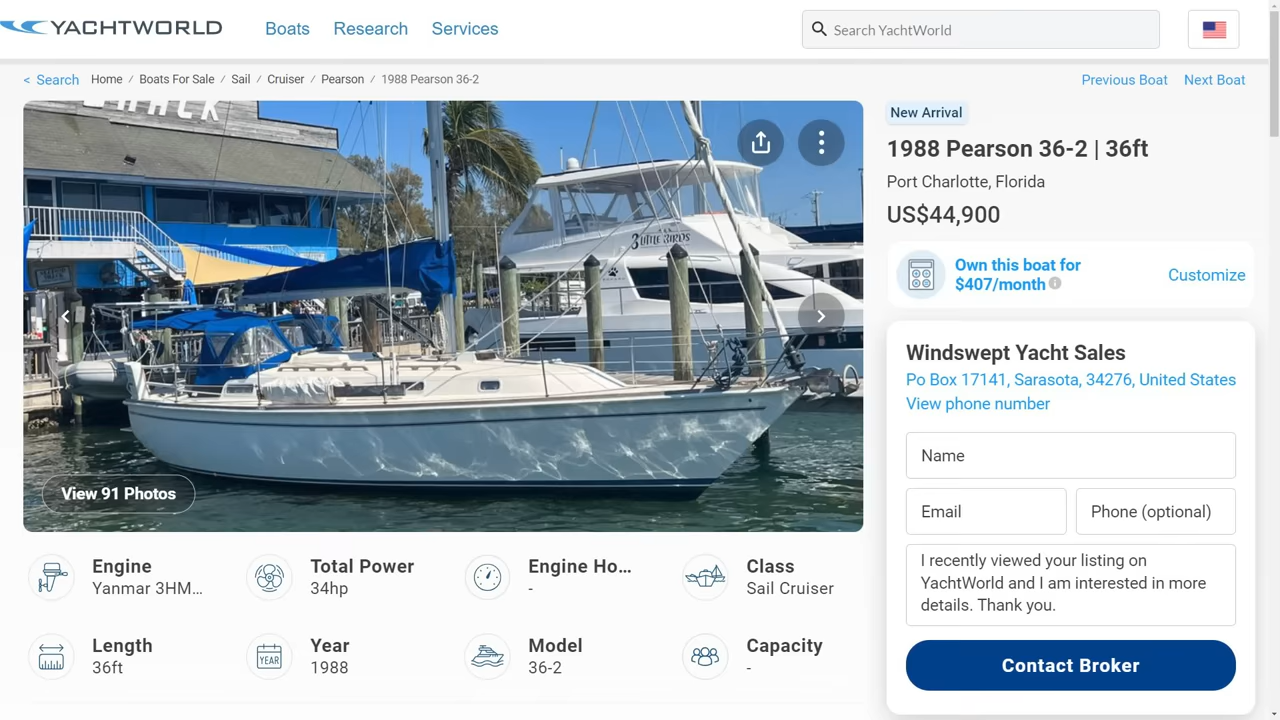 YACHTWORLD
Boats
Research
Services
Search YachtWorld
< Search
Home / Boats For Sale / Sail / Cruiser / Pearson / 1988 Pearson 36-2
Previous Boat
Next Boat
3 LITTLE BIRDS
View 91 Photos
New Arrival
1988 Pearson 36-2 | 36ft
Port Charlotte, Florida
US$44,900
Own this boat for
$407/month
Customize
Windswept Yacht Sales
Po Box 17141, Sarasota, 34276, United States
View phone number
Name
Email
Phone (optional)
I recently viewed your listing on
YachtWorld and I am interested in more
details. Thank you.
Contact Broker
Engine
Yanmar 3HM...
Total Power
34hp
Engine Ho...
-
Class
Sail Cruiser
Length
36ft
YEAR
Year
1988
Model
36-2
Capacity
-